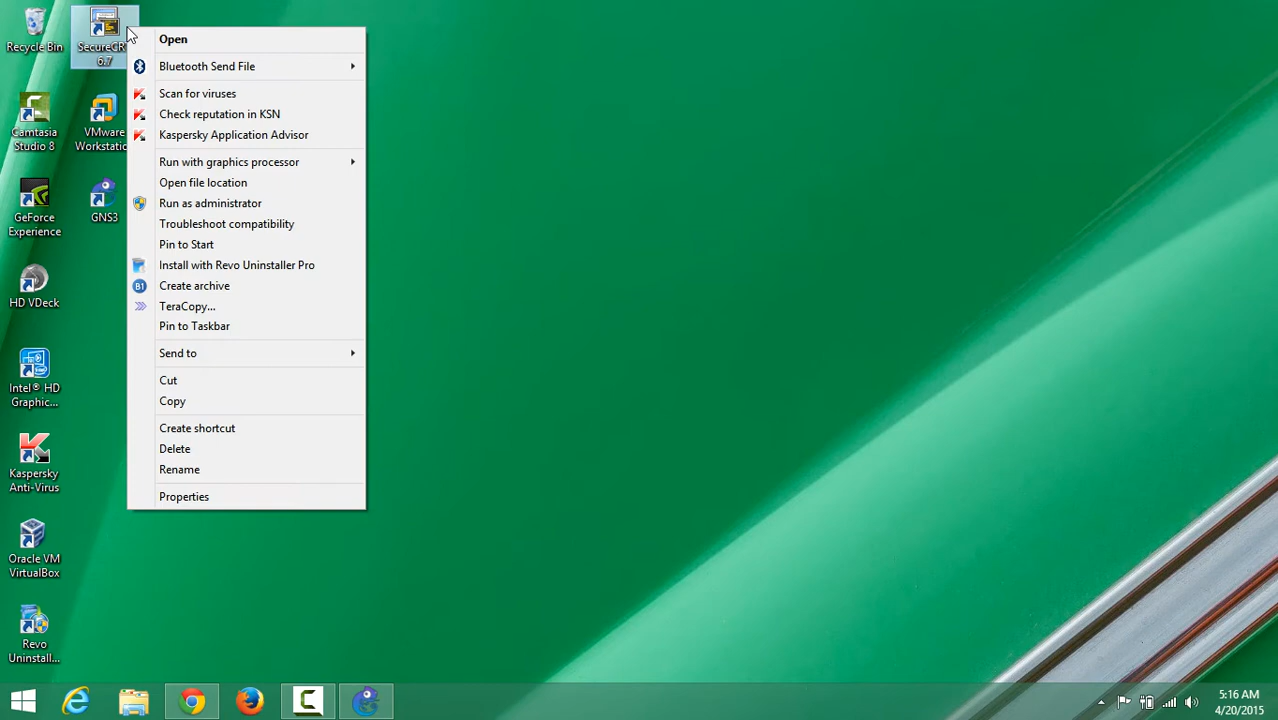 Recycle Bin
SecureCR
6.7
Camtasia
Studio 8
VMware
Workstatio
GeForce
Experience
GNS3
HD VDeck
Intel® HD
Graphic...
Kaspersky
Anti-Virus
Oracle VM
VirtualBox
Revo
Uninstall...
Open
Bluetooth Send File
Scan for viruses
Check reputation in KSN
Kaspersky Application Advisor
Run with graphics processor
Open file location
Run as administrator
Troubleshoot compatibility
Pin to Start
Install with Revo Uninstaller Pro
B1 Create archive
TeraCopy...
Pin to Taskbar
Send to
Cut
Copy
Create shortcut
Delete
Rename
Properties
5:16 AM
4/20/2015